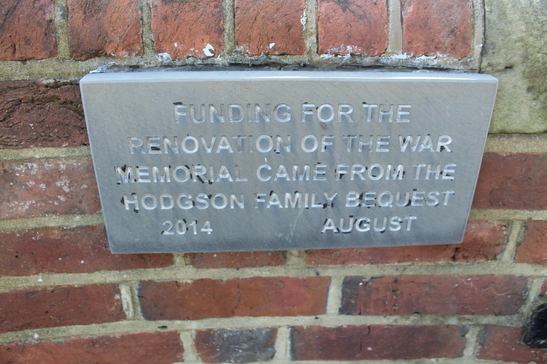 FUNDING FOR THE
RENOVATION OF THE WAR
MEMORIAL CAME FROM THE
HODGSON FAMILY BEQUEST
2014 AUGUST